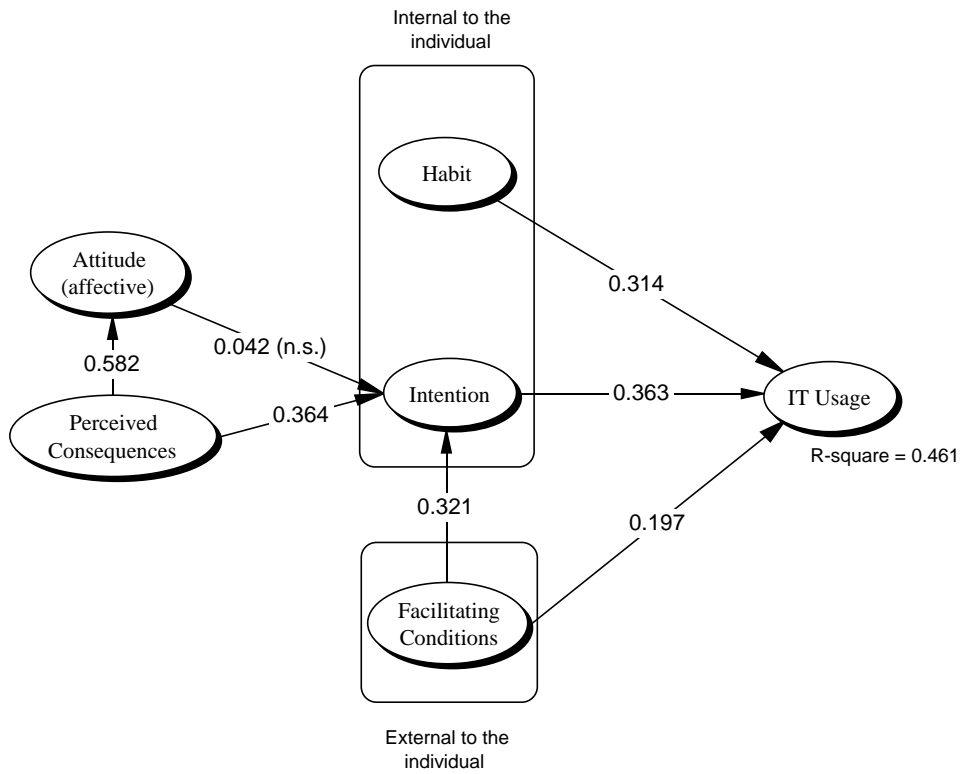 Internal to the
individual
Habit
0.314
Attitude
(affective)
0.042 (n.s.)
0.582
Intention
0.363
IT Usage
Perceived
Consequences
0.364
R-square = 0.461
0.321
0.197
Facilitating
Conditions
External to the
individual